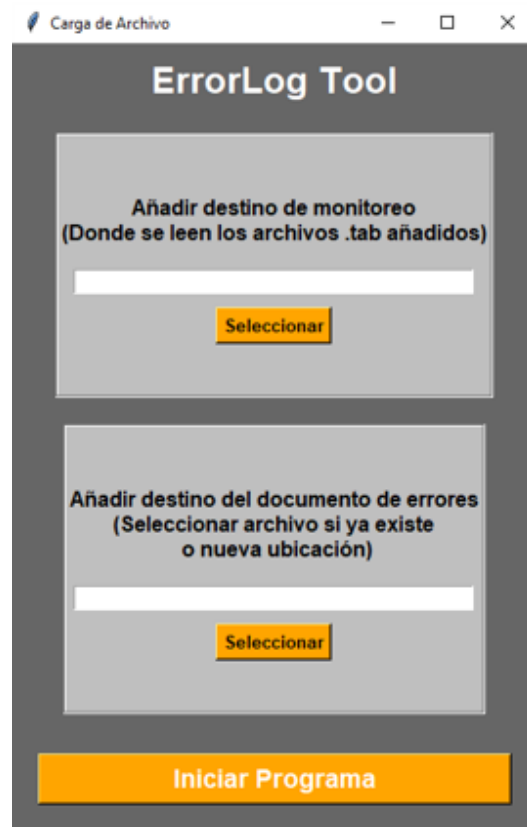 Carga de Archivo
ErrorLog Tool
Añadir destino de monitoreo
(Donde se leen los archivos .tab añadidos)
Seleccionar
Añadir destino del documento de errores
(Seleccionar archivo si ya existe
o nueva ubicación)
Seleccionar
Iniciar Programa